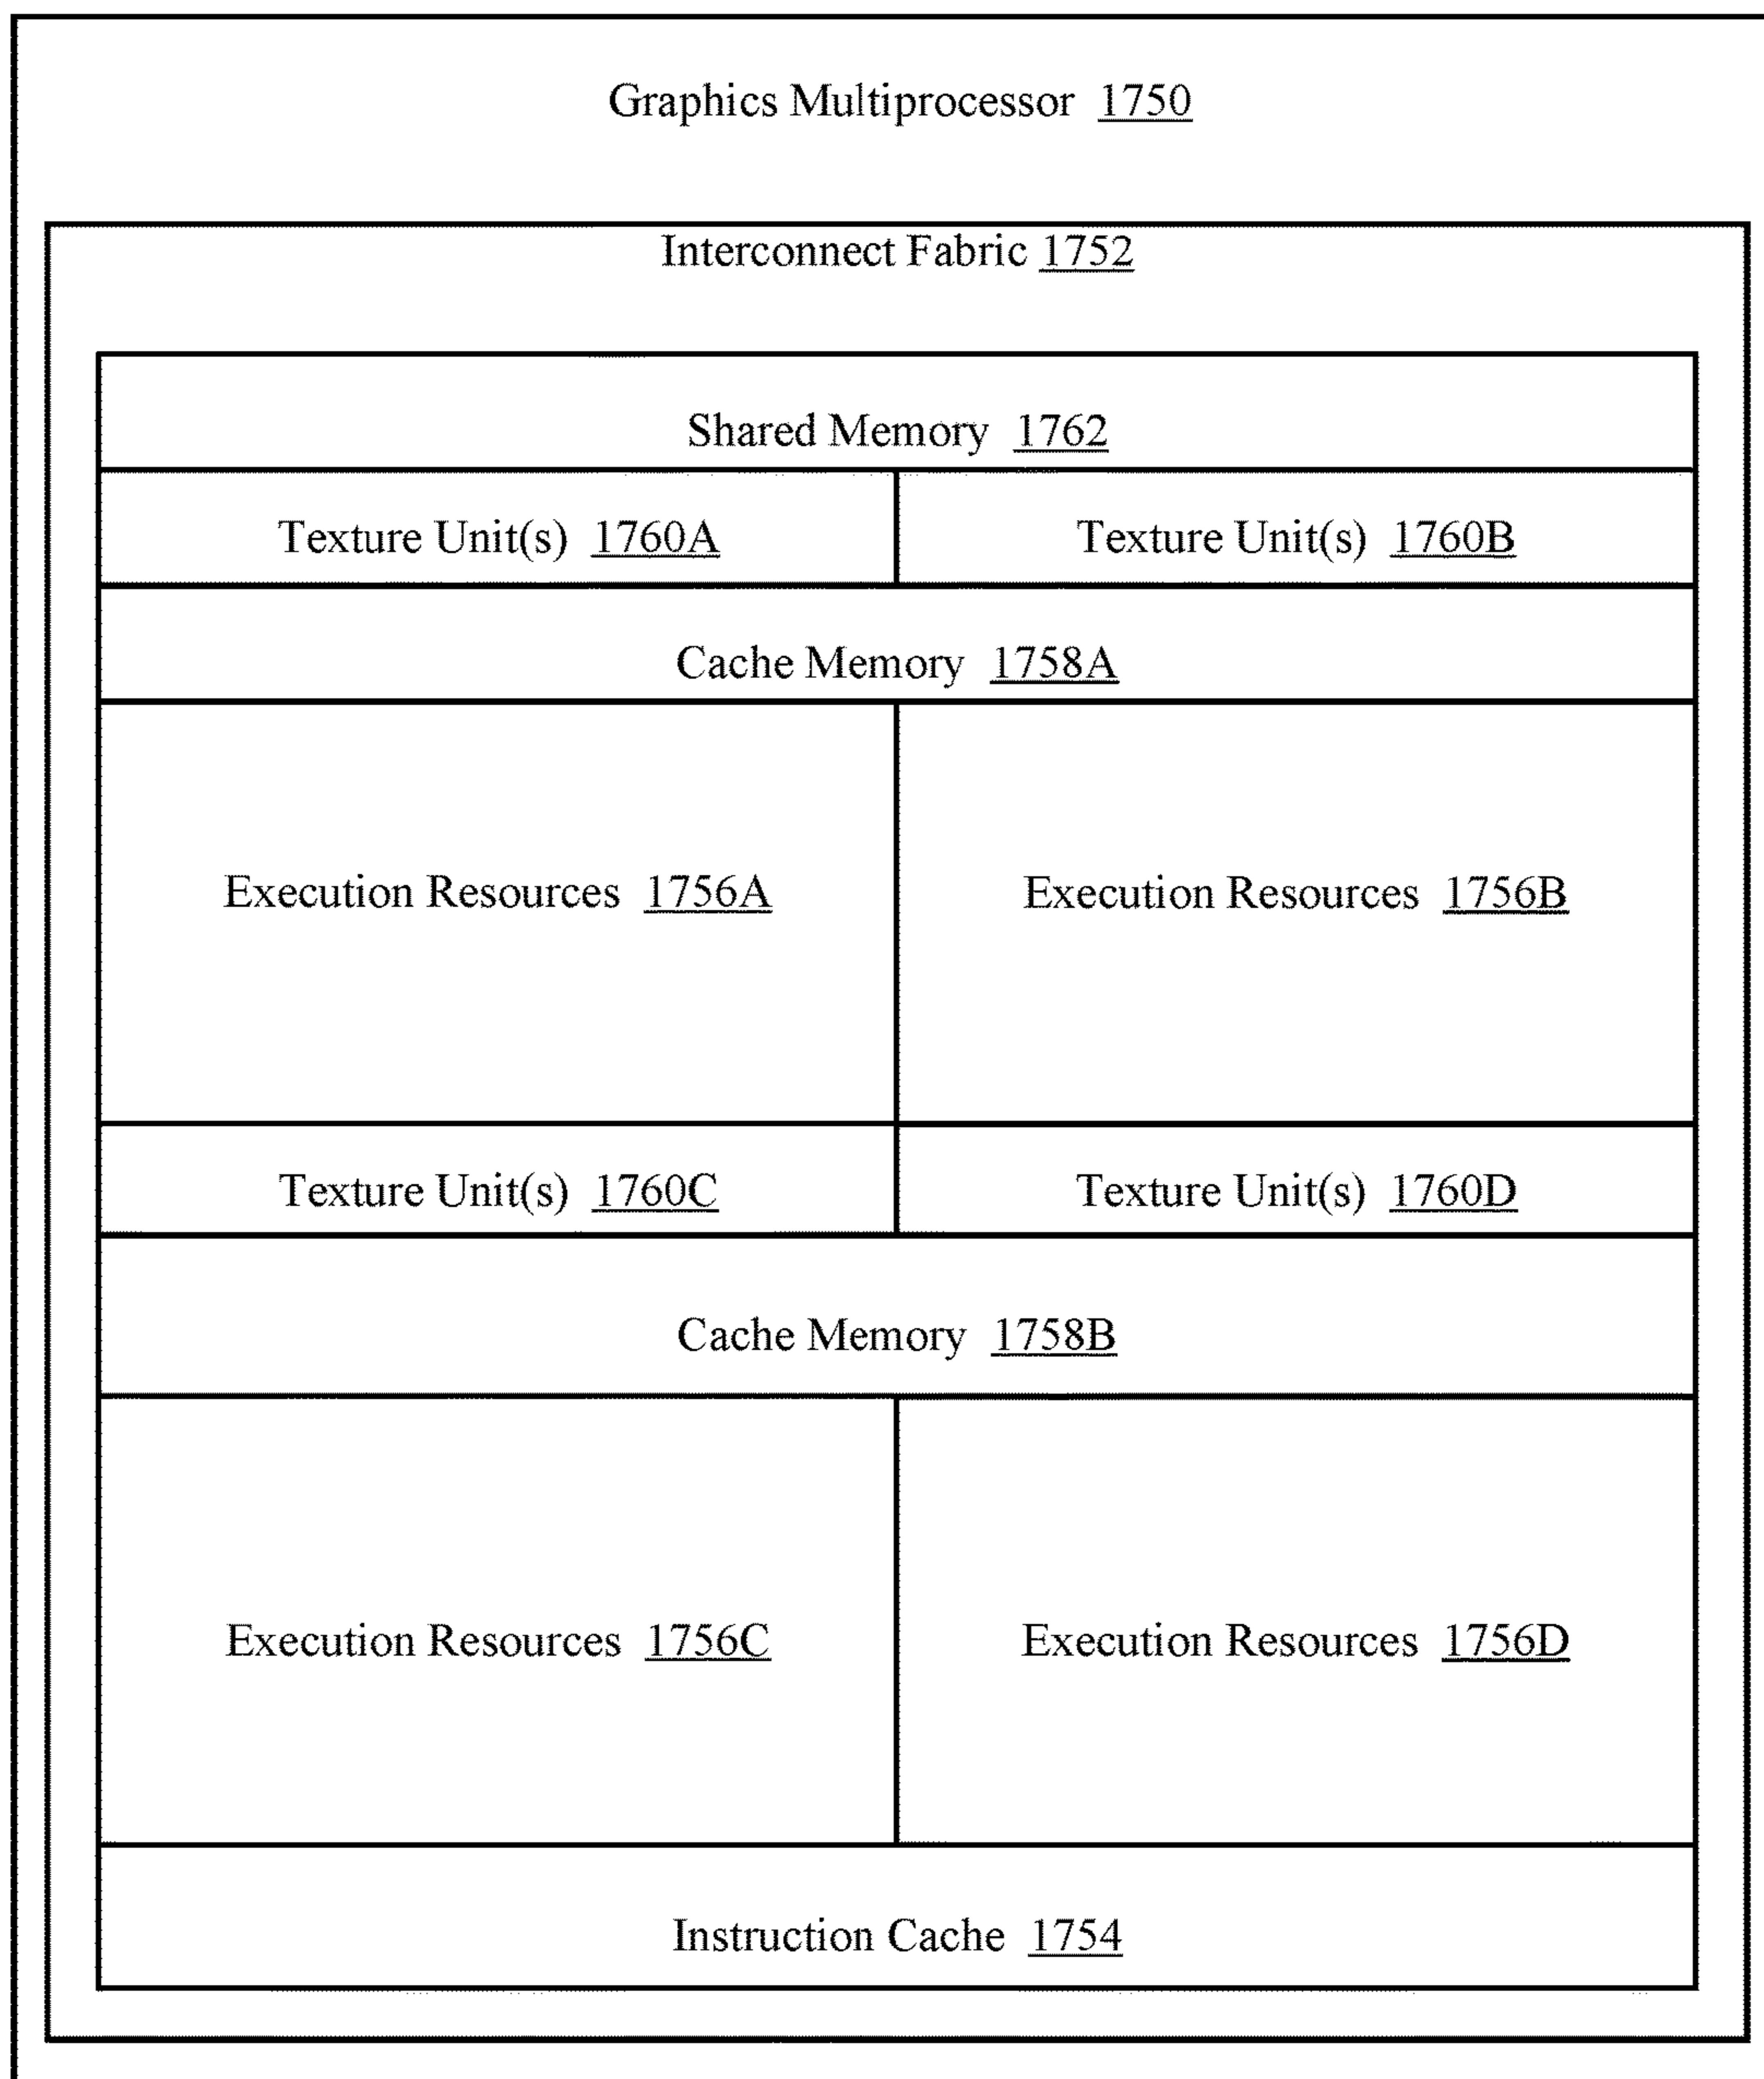 Graphics Multiprocessor 1750
Interconnect Fabric 1752
Shared Memory 1762
Texture Unit(s) 1760A
Texture Unit(s) 1760B
Cache Memory 1758A
Execution Resources 1756A
Execution Resources 1756B
Texture Unit(s) 1760C
Texture Unit(s) 1760D
Cache Memory 1758B
Execution Resources 1756C
Execution Resources 1756D
Instruction Cache 1754